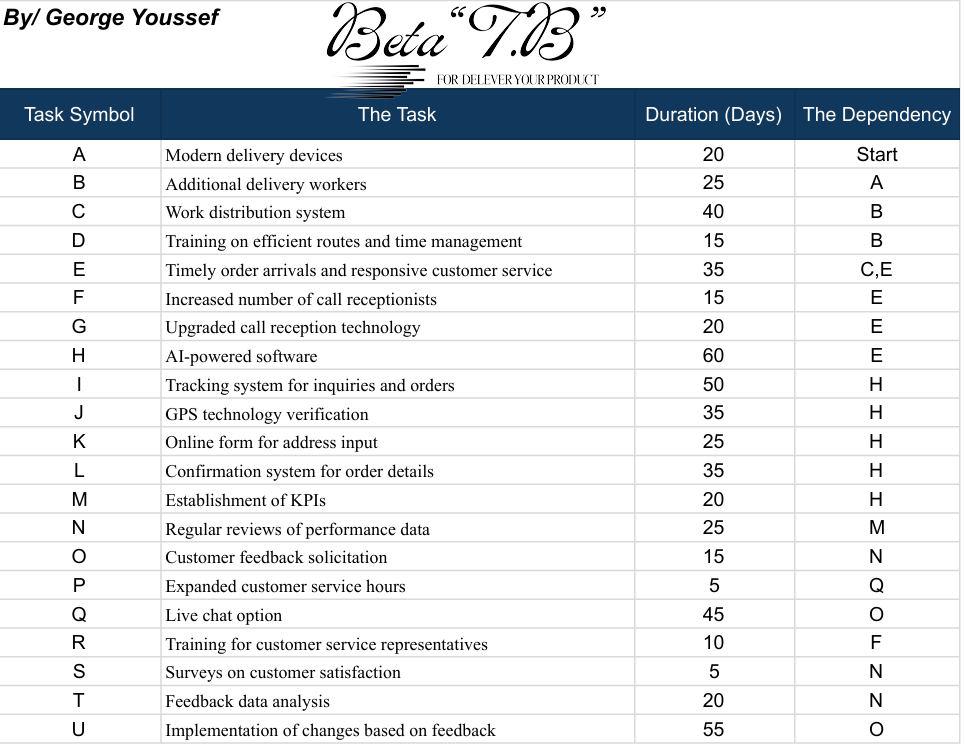 By/ George Youssef
Beta “T.B”
FOR DELEVER YOUR PRODUCT
Task Symbol The Task Duration (Days) The Dependency
A Modern delivery devices 20 Start
B Additional delivery workers 25 A
C Work distribution system 40 B
D Training on efficient routes and time management 15 B
E Timely order arrivals and responsive customer service 35 C,E
F Increased number of call receptionists 15 E
G Upgraded call reception technology 20 E
H AI-powered software 60 E
I Tracking system for inquiries and orders 50 H
J GPS technology verification 35 H
K Online form for address input 25 H
L Confirmation system for order details 35 H
M Establishment of KPIs 20 H
N Regular reviews of performance data 25 M
O Customer feedback solicitation 15 N
P Expanded customer service hours 5 Q
Q Live chat option 45 O
R Training for customer service representatives 10 F
S Surveys on customer satisfaction 5 N
T Feedback data analysis 20 N
U Implementation of changes based on feedback 55 O